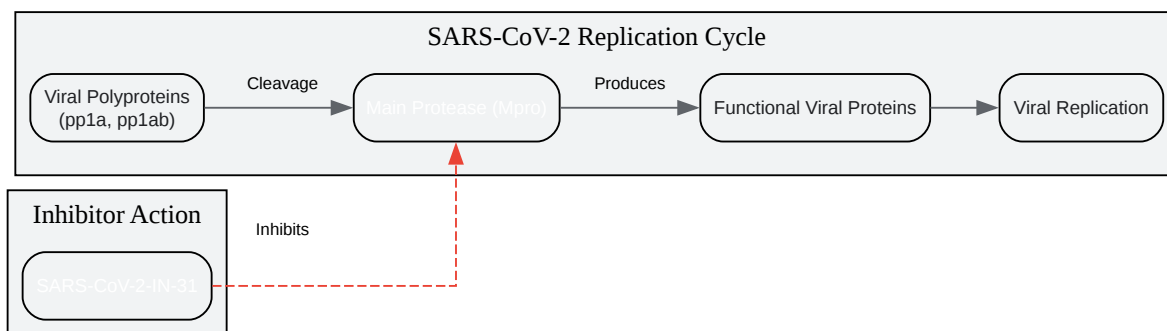 SARS-CoV-2 Replication Cycle
Viral Polyproteins
(pp1a, pp1ab)
Cleavage
Main Protease (Mpro)
Produces
Functional Viral Proteins
Viral Replication
Inhibitor Action
SARS-CoV-2-IN-31
Inhibits